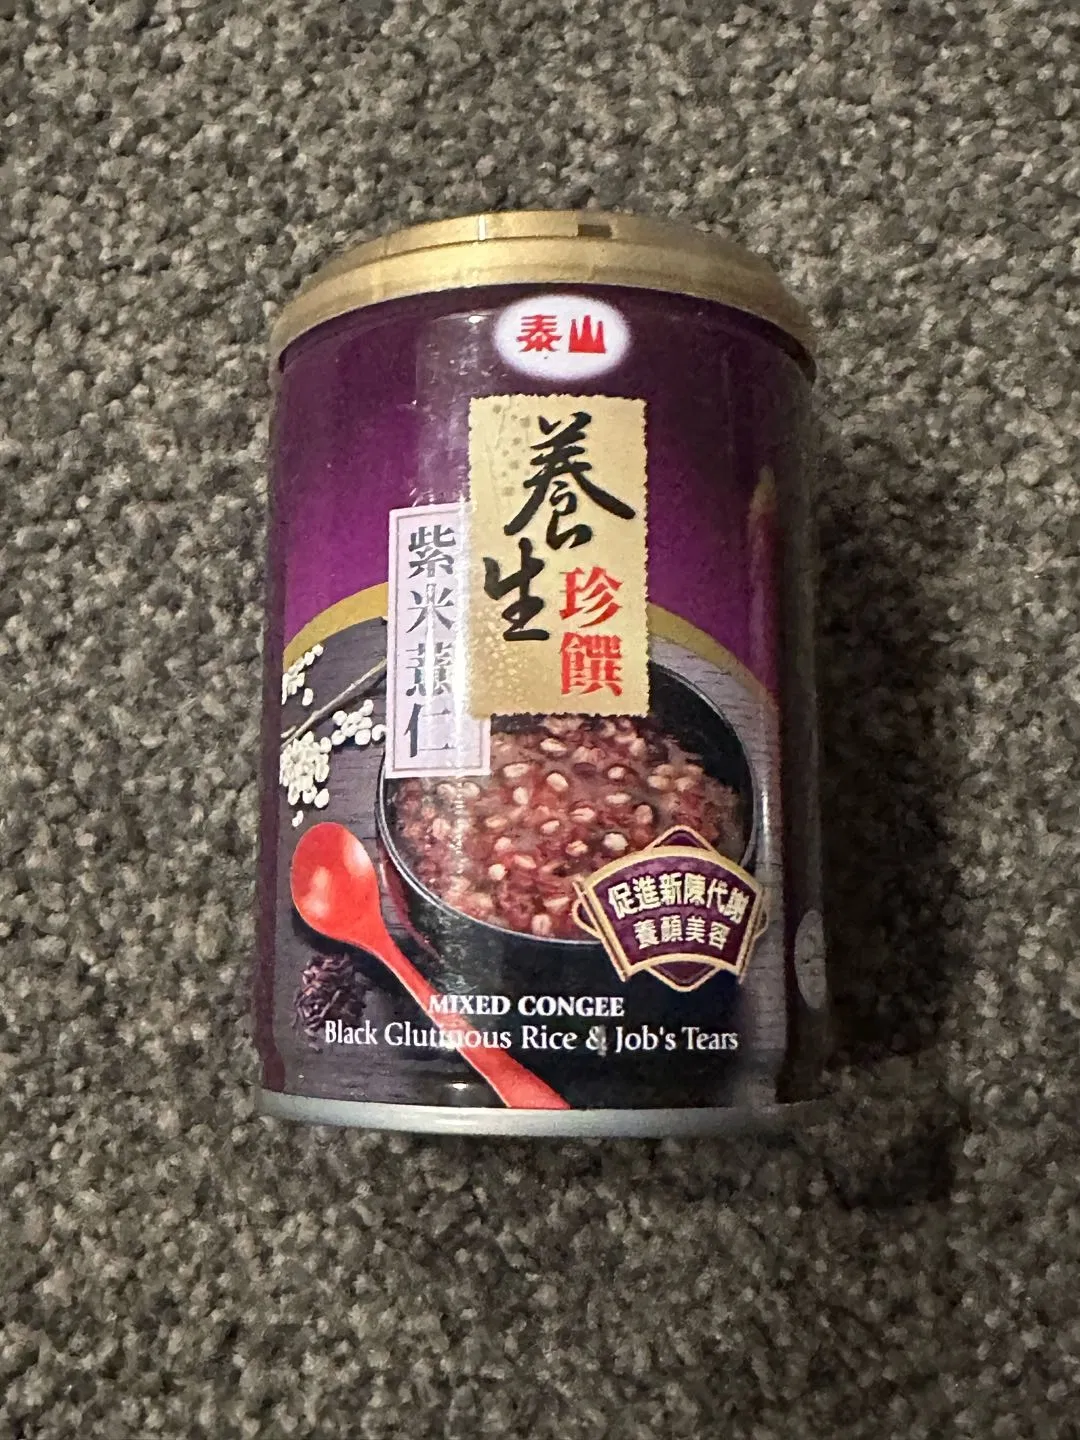 泰山
養生
珍饌
紫米薏仁
促進新陳代謝
養顏美容
MIXED CONGEE
Black Glutinous Rice & Job's Tears